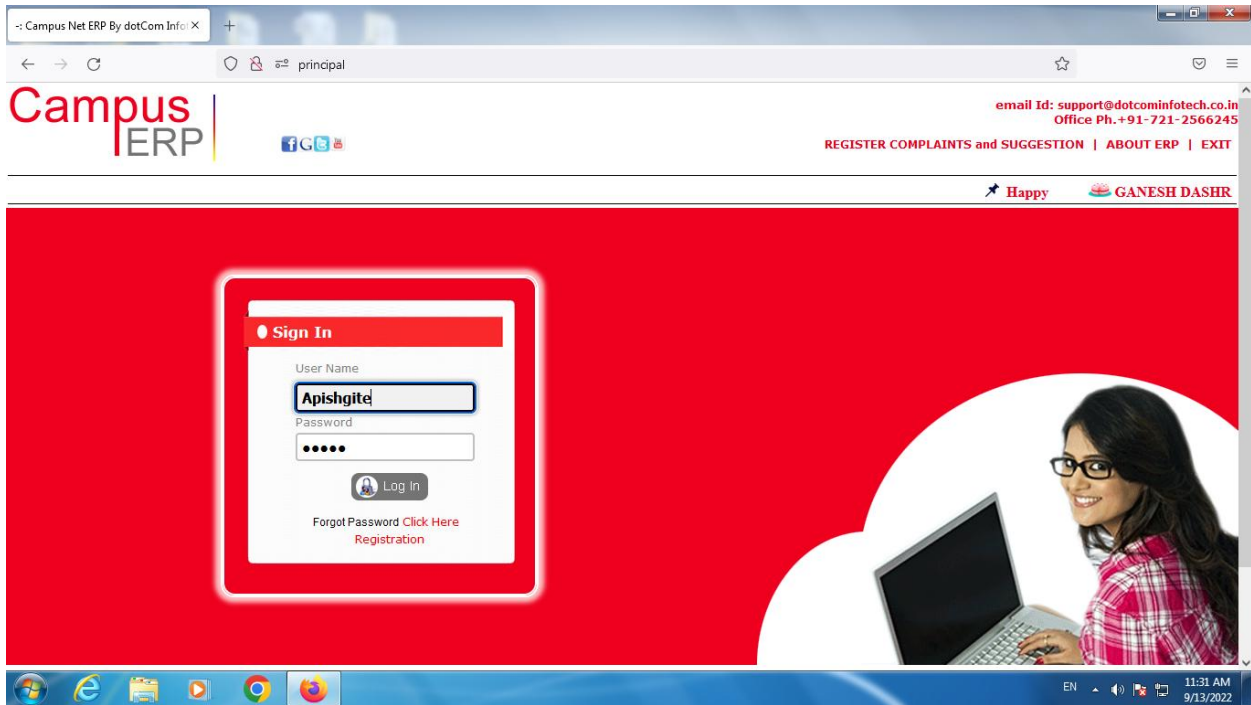 -: Campus Net ERP By dotCom Infot
principal
Campus
ERP
email Id: support@dotcominfotech.co.in
Office Ph.+91-721-2566245
REGISTER COMPLAINTS and SUGGESTION | ABOUT ERP | EXIT
Happy GANESH DASHR
Sign In
User Name
Apishgite
Password
•••••
Log In
Forgot Password Click Here
Registration
EN
11:31 AM
9/13/2022